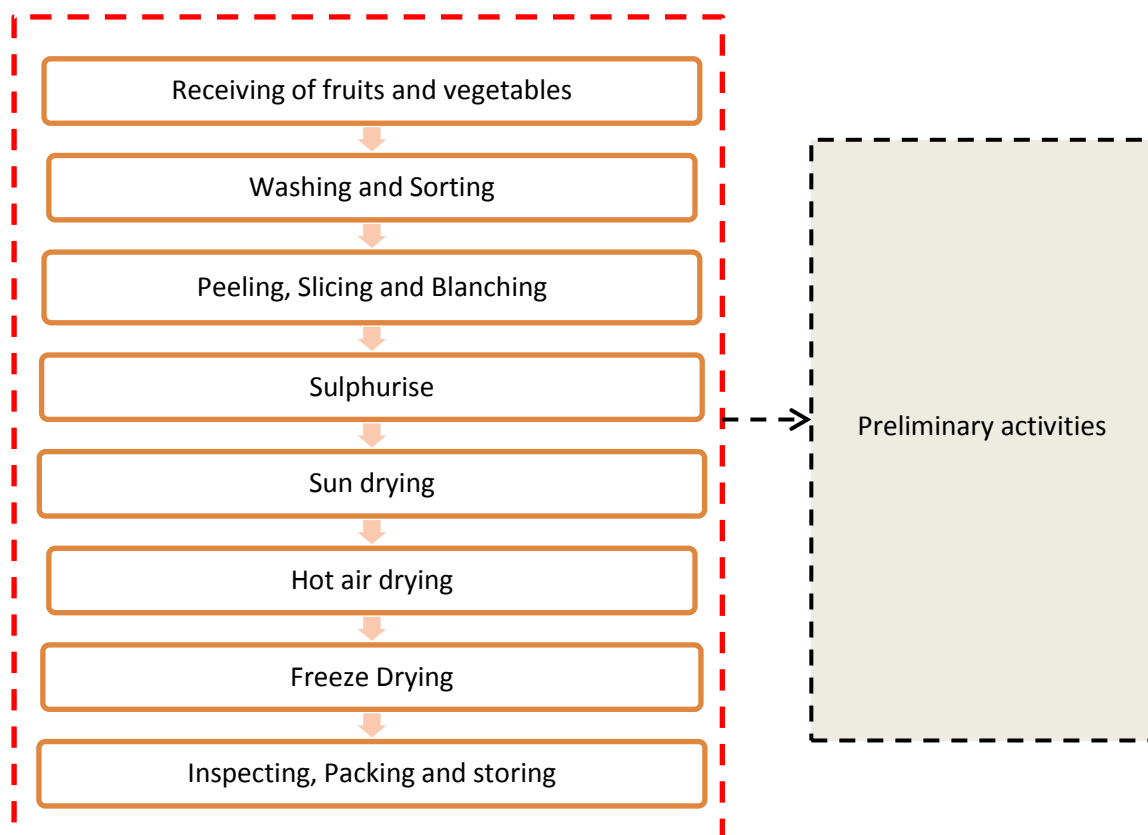 Receiving of fruits and vegetables
Washing and Sorting
Peeling, Slicing and Blanching
Sulphurise
Sun drying
Hot air drying
Freeze Drying
Inspecting, Packing and storing
Preliminary activities